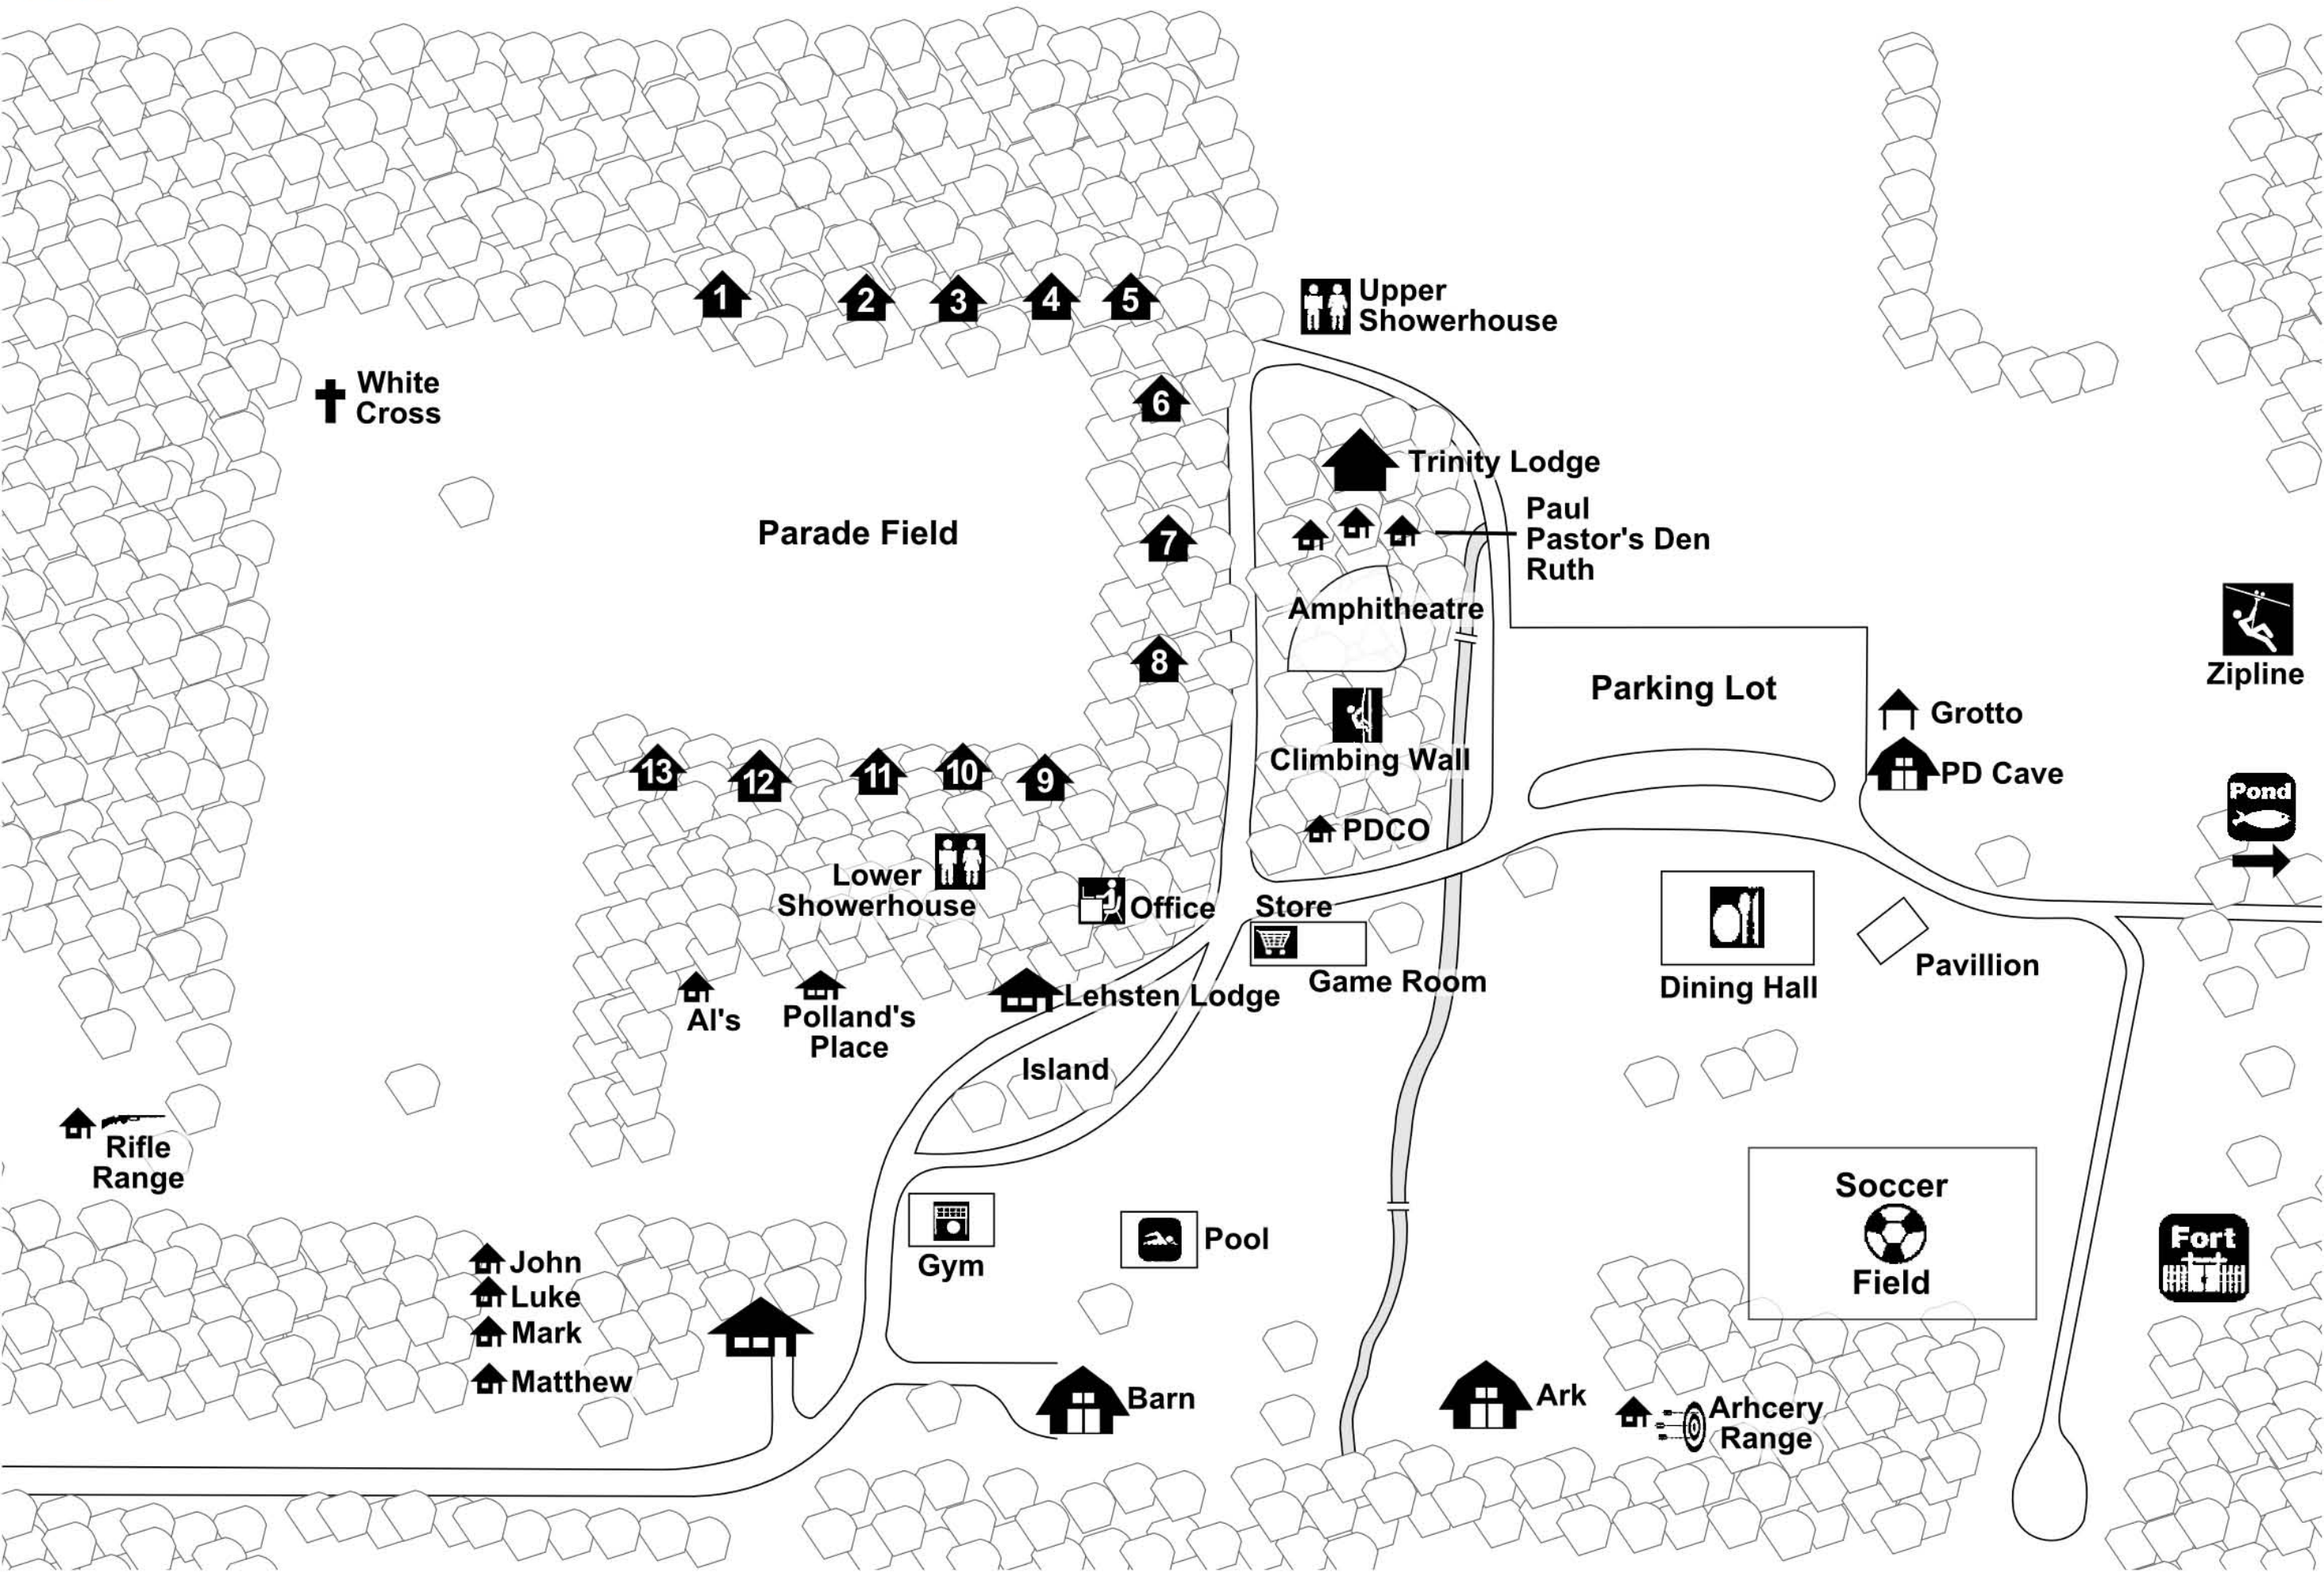 1
2
3
4
5
Upper
Showerhouse
White
Cross
6
Trinity Lodge
Parade Field
7
Paul
Pastor's Den
Ruth
Amphitheatre
8
Parking Lot
Zipline
Grotto
Climbing Wall
13
12
11
10
9
PD Cave
Pond
PDCO
Lower
Showerhouse
Office
Store
Game Room
Dining Hall
Pavillion
Al's
Polland's
Place
Lehsten Lodge
Island
Rifle
Range
Soccer
Field
Fort
Gym
Pool
John
Luke
Mark
Matthew
Barn
Ark
Arhcery
Range